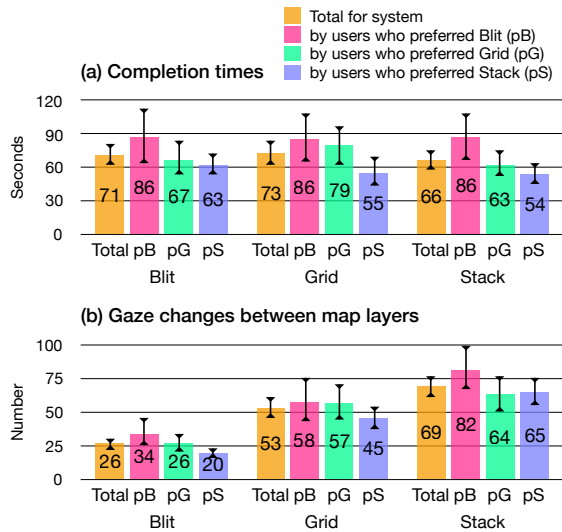 Total for system
by users who preferred Blit (pB)
by users who preferred Grid (pG)
by users who preferred Stack (pS)
(a) Completion times
120
90
60
30
0
Seconds
71 86 67 63 73 86 79 55 66 86 63 54
Total pB pG pS Total pB pG pS Total pB pG pS
Blit Grid Stack
(b) Gaze changes between map layers
100
75
50
25
0
Number
26 34 26 20 53 58 57 45 69 82 64 65
Total pB pG pS Total pB pG pS Total pB pG pS
Blit Grid Stack